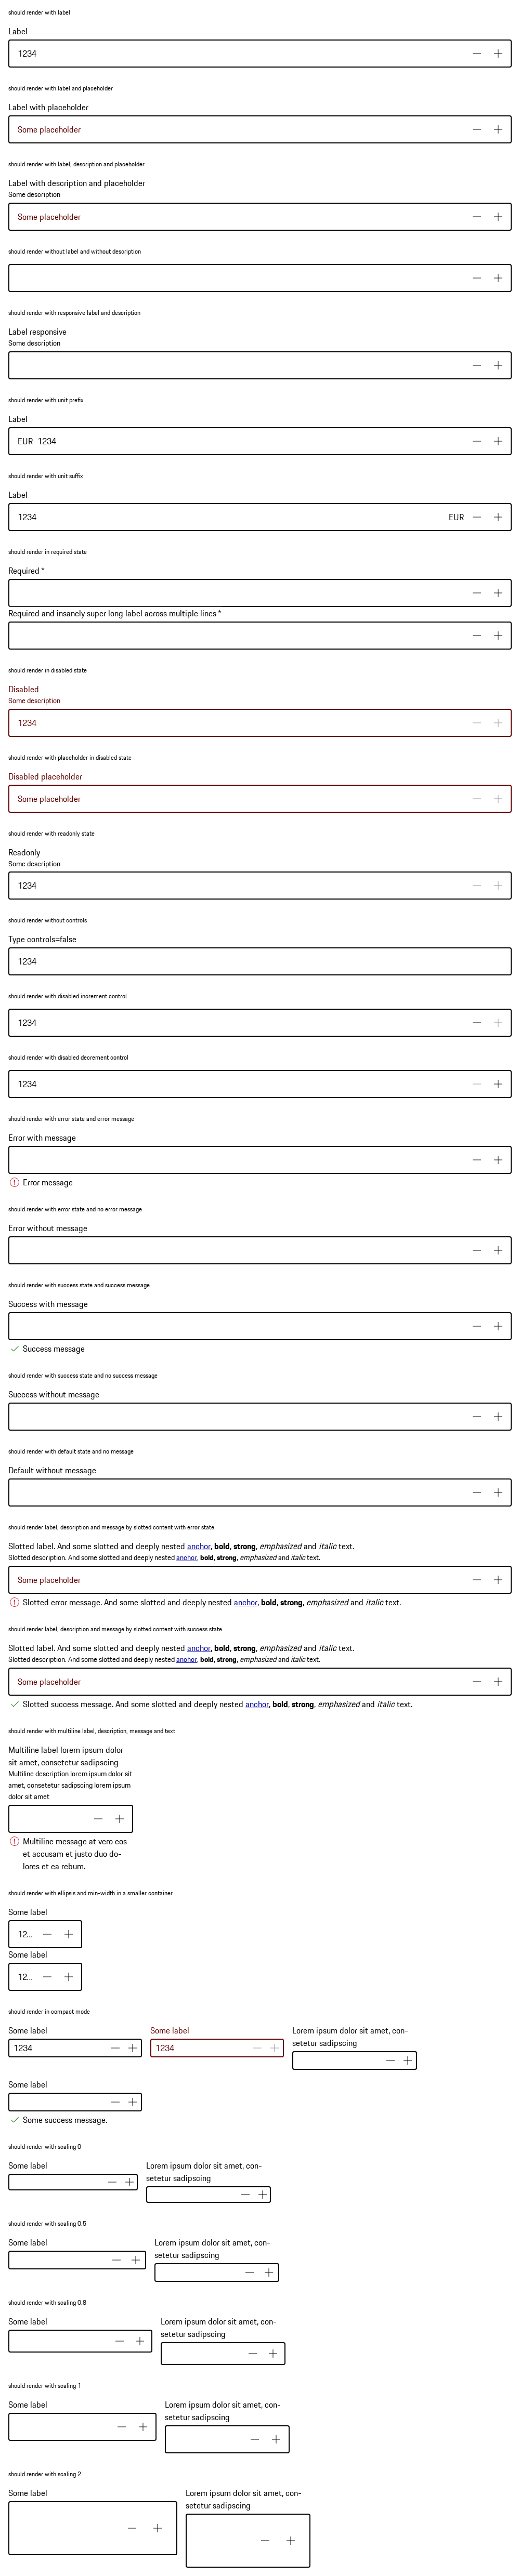 should render with label
Label
1234
should render with label and placeholder
Label with placeholder
Some placeholder
should render with label, description and placeholder
Label with description and placeholder
Some description
Some placeholder
should render without label and without description
should render with responsive label and description
Label responsive
Some description
should render with unit prefix
Label
EUR 1234
should render with unit suffix
Label
1234 EUR
should render in required state
Required *
Required and insanely super long label across multiple lines *
should render in disabled state
Disabled
Some description
1234
should render with placeholder in disabled state
Disabled placeholder
Some placeholder
should render with readonly state
Readonly
Some description
1234
should render without controls
Type controls=false
1234
should render with disabled increment control
1234
should render with disabled decrement control
1234
should render with error state and error message
Error with message
Error message
should render with error state and no error message
Error without message
should render with success state and success message
Success with message
Success message
should render with success state and no success message
Success without message
should render with default state and no message
Default without message
should render label, description and message by slotted content with error state
Slotted label. And some slotted and deeply nested anchor, bold, strong, emphasized and italic text.
Slotted description. And some slotted and deeply nested anchor, bold, strong, emphasized and italic text.
Some placeholder
Slotted error message. And some slotted and deeply nested anchor, bold, strong, emphasized and italic text.
should render label, description and message by slotted content with success state
Slotted label. And some slotted and deeply nested anchor, bold, strong, emphasized and italic text.
Slotted description. And some slotted and deeply nested anchor, bold, strong, emphasized and italic text.
Some placeholder
Slotted success message. And some slotted and deeply nested anchor, bold, strong, emphasized and italic text.
should render with multiline label, description, message and text
Multiline label lorem ipsum dolor
sit amet, consetetur sadipscing
Multiline description lorem ipsum dolor sit
amet, consetetur sadipscing lorem ipsum
dolor sit amet
Multiline message at vero eos
et accusam et justo duo do-
lores et ea rebum.
should render with ellipsis and min-width in a smaller container
Some label
12...
Some label
12...
should render in compact mode
Some label
1234
Some label
1234
Lorem ipsum dolor sit amet, con-
setetur sadipscing
Some label
Some success message.
should render with scaling 0
Some label
Lorem ipsum dolor sit amet, con-
setetur sadipscing
should render with scaling 0.5
Some label
Lorem ipsum dolor sit amet, con-
setetur sadipscing
should render with scaling 0.8
Some label
Lorem ipsum dolor sit amet, con-
setetur sadipscing
should render with scaling 1
Some label
Lorem ipsum dolor sit amet, con-
setetur sadipscing
should render with scaling 2
Some label
Lorem ipsum dolor sit amet, con-
setetur sadipscing